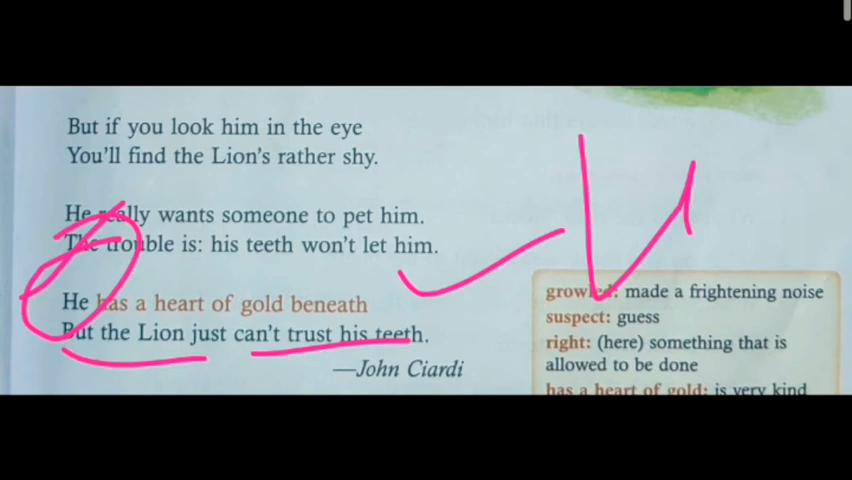 But if you look him in the eye
You'll find the Lion's rather shy.
He really wants someone to pet him.
The trouble is: his teeth won't let him.
He has a heart of gold beneath
But the Lion just can't trust his teeth.
—John Ciardi
growled: made a frightening noise
suspect: guess
right: (here) something that is
allowed to be done
has a heart of gold: is very kind